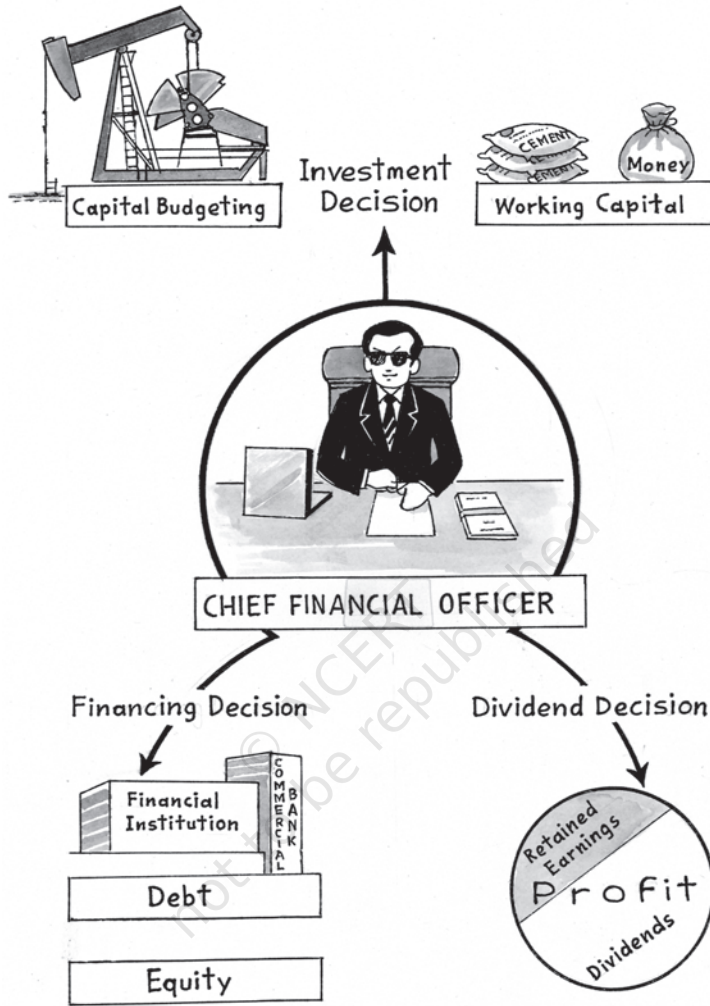 CEMENT
CEMENT
CEMENT
Money
Capital Budgeting
Investment
Decision
Working Capital
CHIEF FINANCIAL OFFICER
© NCERT
not to be republished
Financing Decision
Dividend Decision
Financial
Institution
COMMERCIAL
BANK
Debt
Equity
Retained
Earnings
Profit
Dividends